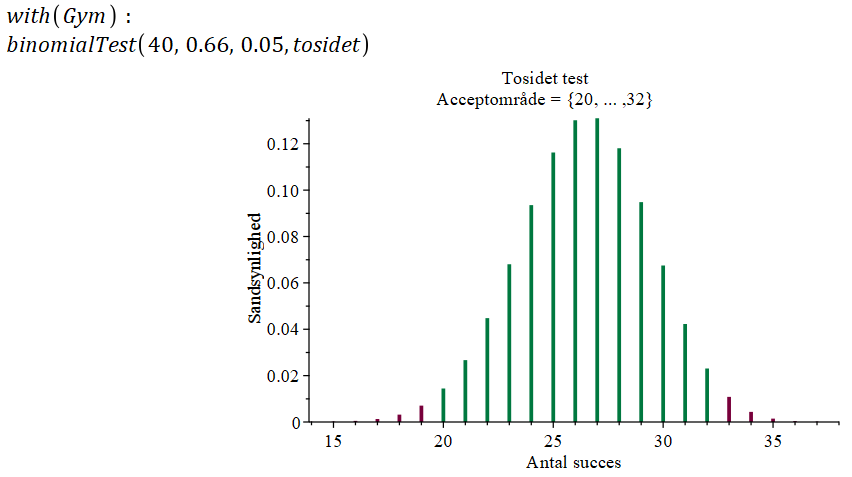 with(Gym) :
binomialTest(40, 0.66, 0.05, tosidet)
Tosidet test
Acceptområde = {20, ... ,32}
0.12
0.10
0.08
0.06
0.04
0.02
0
Sandsynlighed
15 20 25 30 35
Antal succes